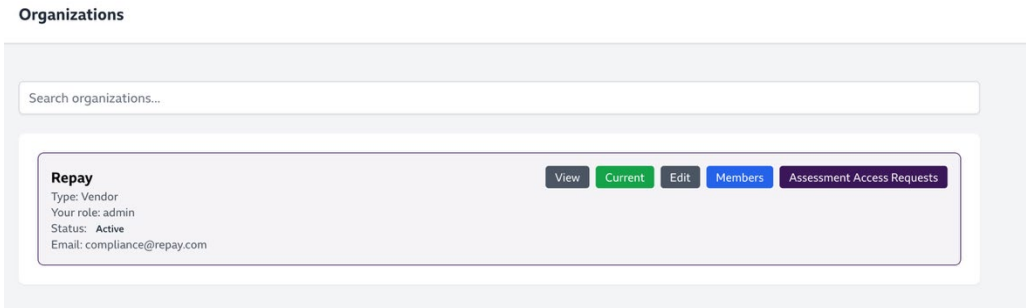 Organizations
Search organizations...
Repay
View Current Edit Members Assessment Access Requests
Type: Vendor
Your role: admin
Status: Active
Email: compliance@repay.com